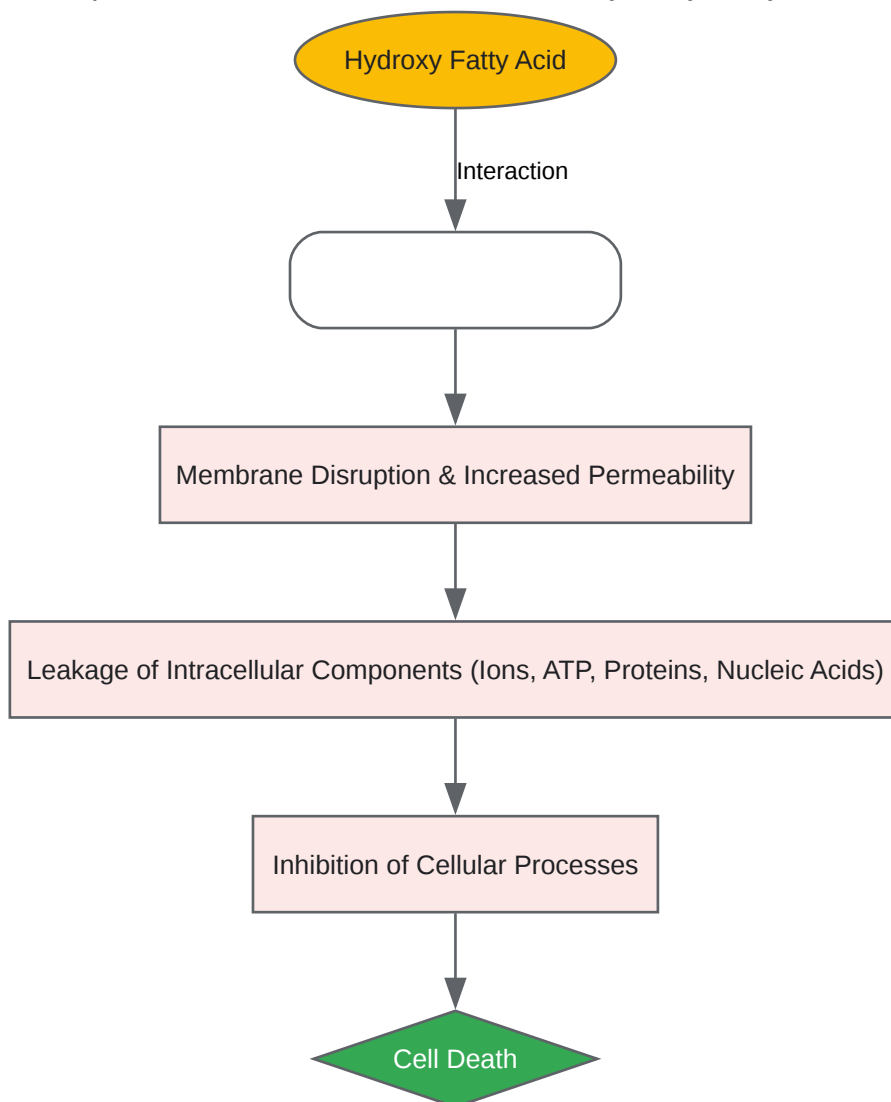 Hydroxy Fatty Acid
Interaction
Membrane Disruption & Increased Permeability
Leakage of Intracellular Components (Ions, ATP, Proteins, Nucleic Acids)
Inhibition of Cellular Processes
Cell Death